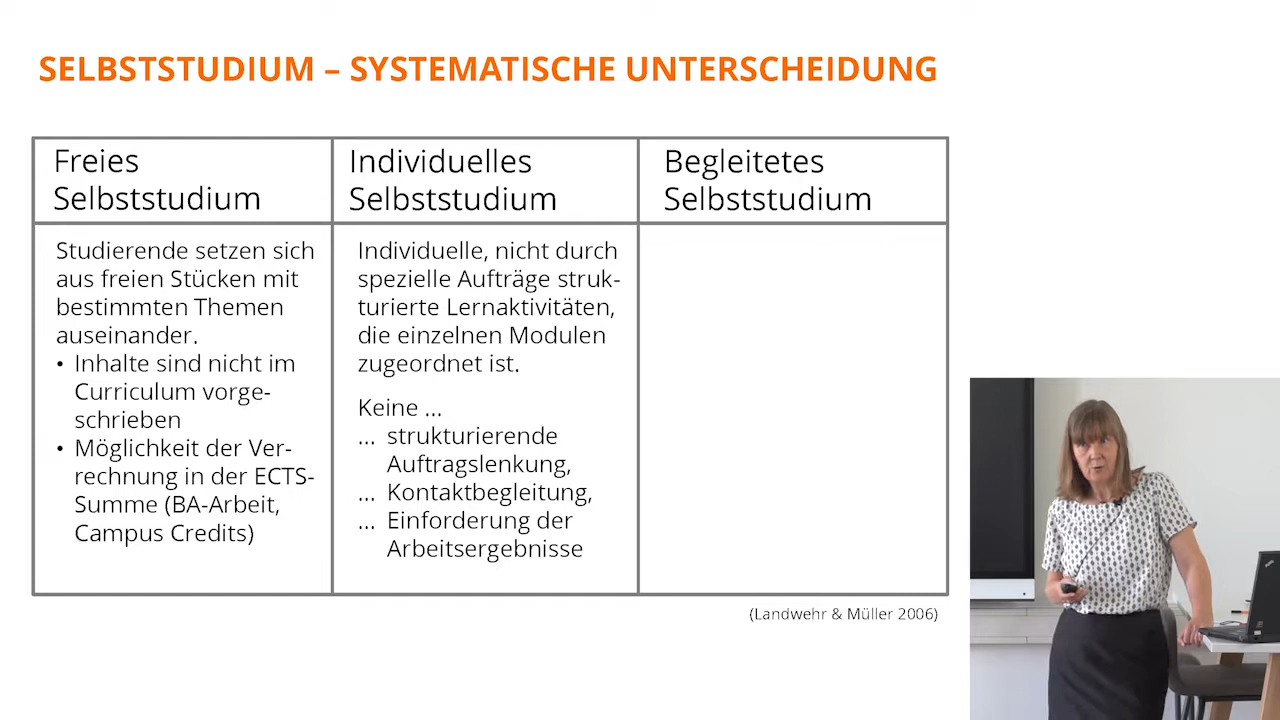 SELBSTSTUDIUM – SYSTEMATISCHE UNTERSCHEIDUNG
Freies
Selbststudium
Studierende setzen sich
aus freien Stücken mit
bestimmten Themen
auseinander.
• Inhalte sind nicht im
Curriculum vorge-
schrieben
• Möglichkeit der Ver-
rechnung in der ECTS-
Summe (BA-Arbeit,
Campus Credits)
Individuelles
Selbststudium
Individuelle, nicht durch
spezielle Aufträge struk-
turierte Lernaktivitäten,
die einzelnen Modulen
zugeordnet ist.
Keine ...
... strukturierende
Auftragslenkung,
... Kontaktbegleitung,
... Einforderung der
Arbeitsergebnisse
Begleitetes
Selbststudium
(Landwehr & Müller 2006)